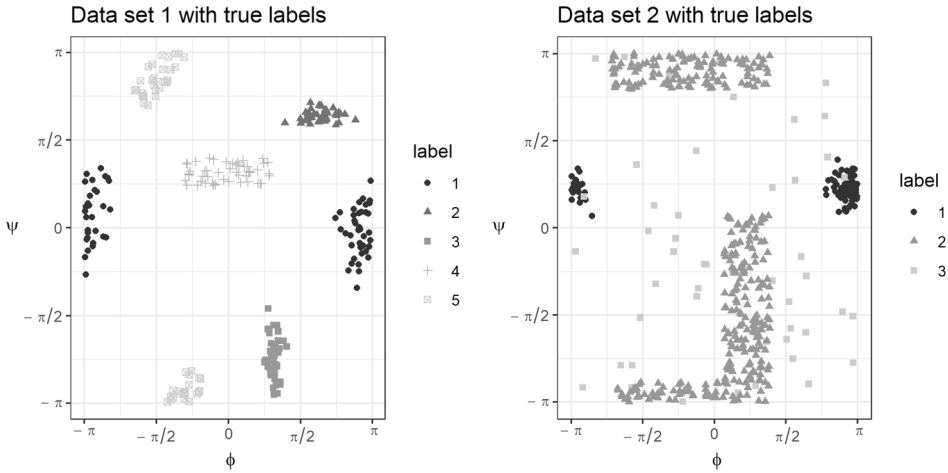 Data set 1 with true labels
π
π/2
0
− π/2
− π
ψ
− π
− π/2
0
π/2
π
ϕ
label
1
2
3
4
5
Data set 2 with true labels
π
π/2
0
− π/2
− π
ψ
− π
− π/2
0
π/2
π
ϕ
label
1
2
3